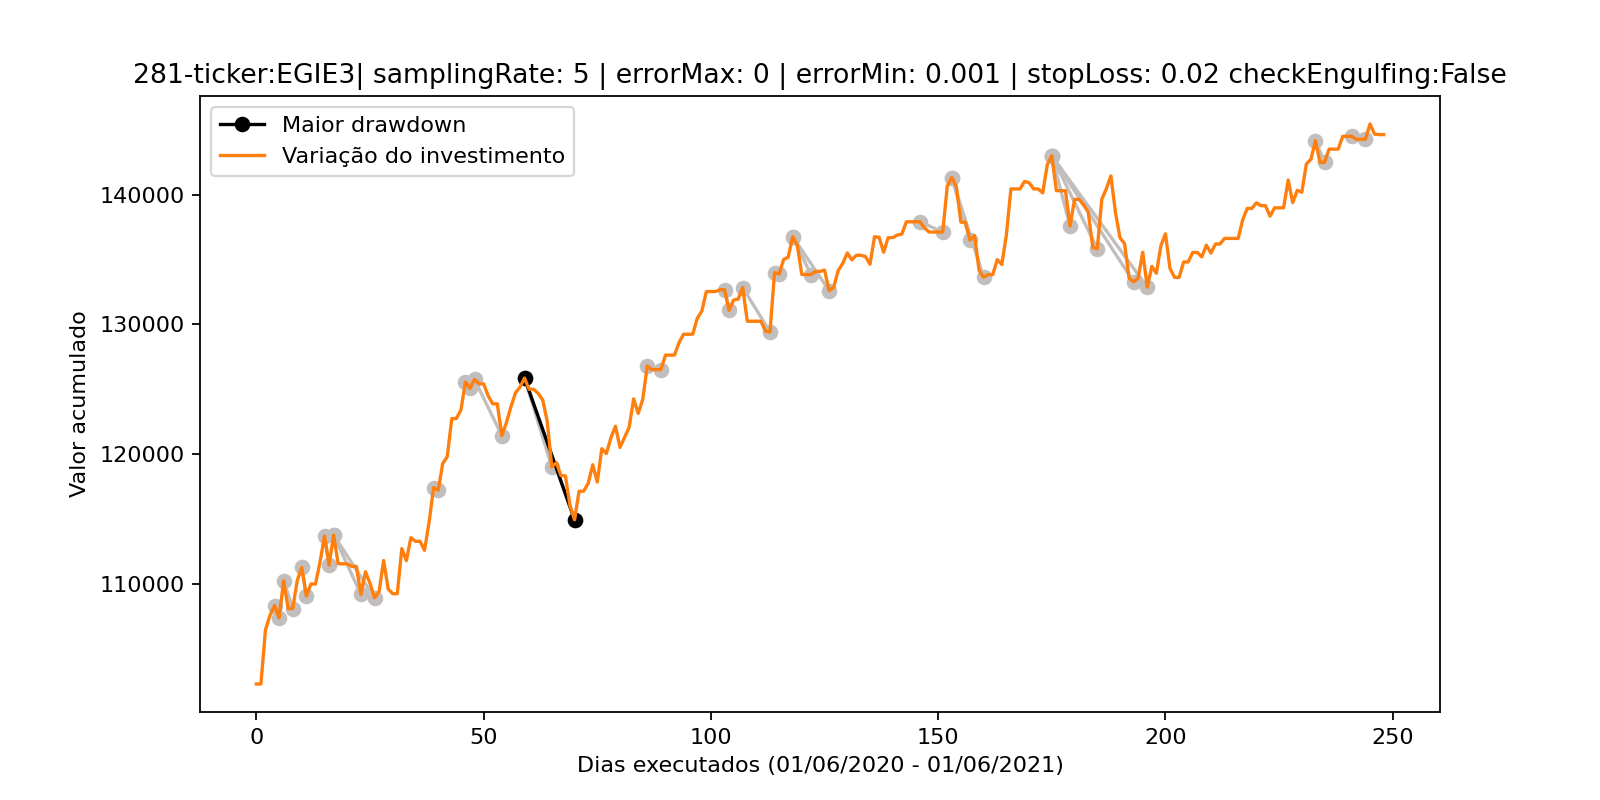 281-ticker:EGIE3| samplingRate: 5 | errorMax: 0 | errorMin: 0.001 | stopLoss: 0.02 checkEngulfing:False
Maior drawdown
Variação do investimento
Valor acumulado
140000
130000
120000
110000
0 50 100 150 200 250
Dias executados (01/06/2020 - 01/06/2021)